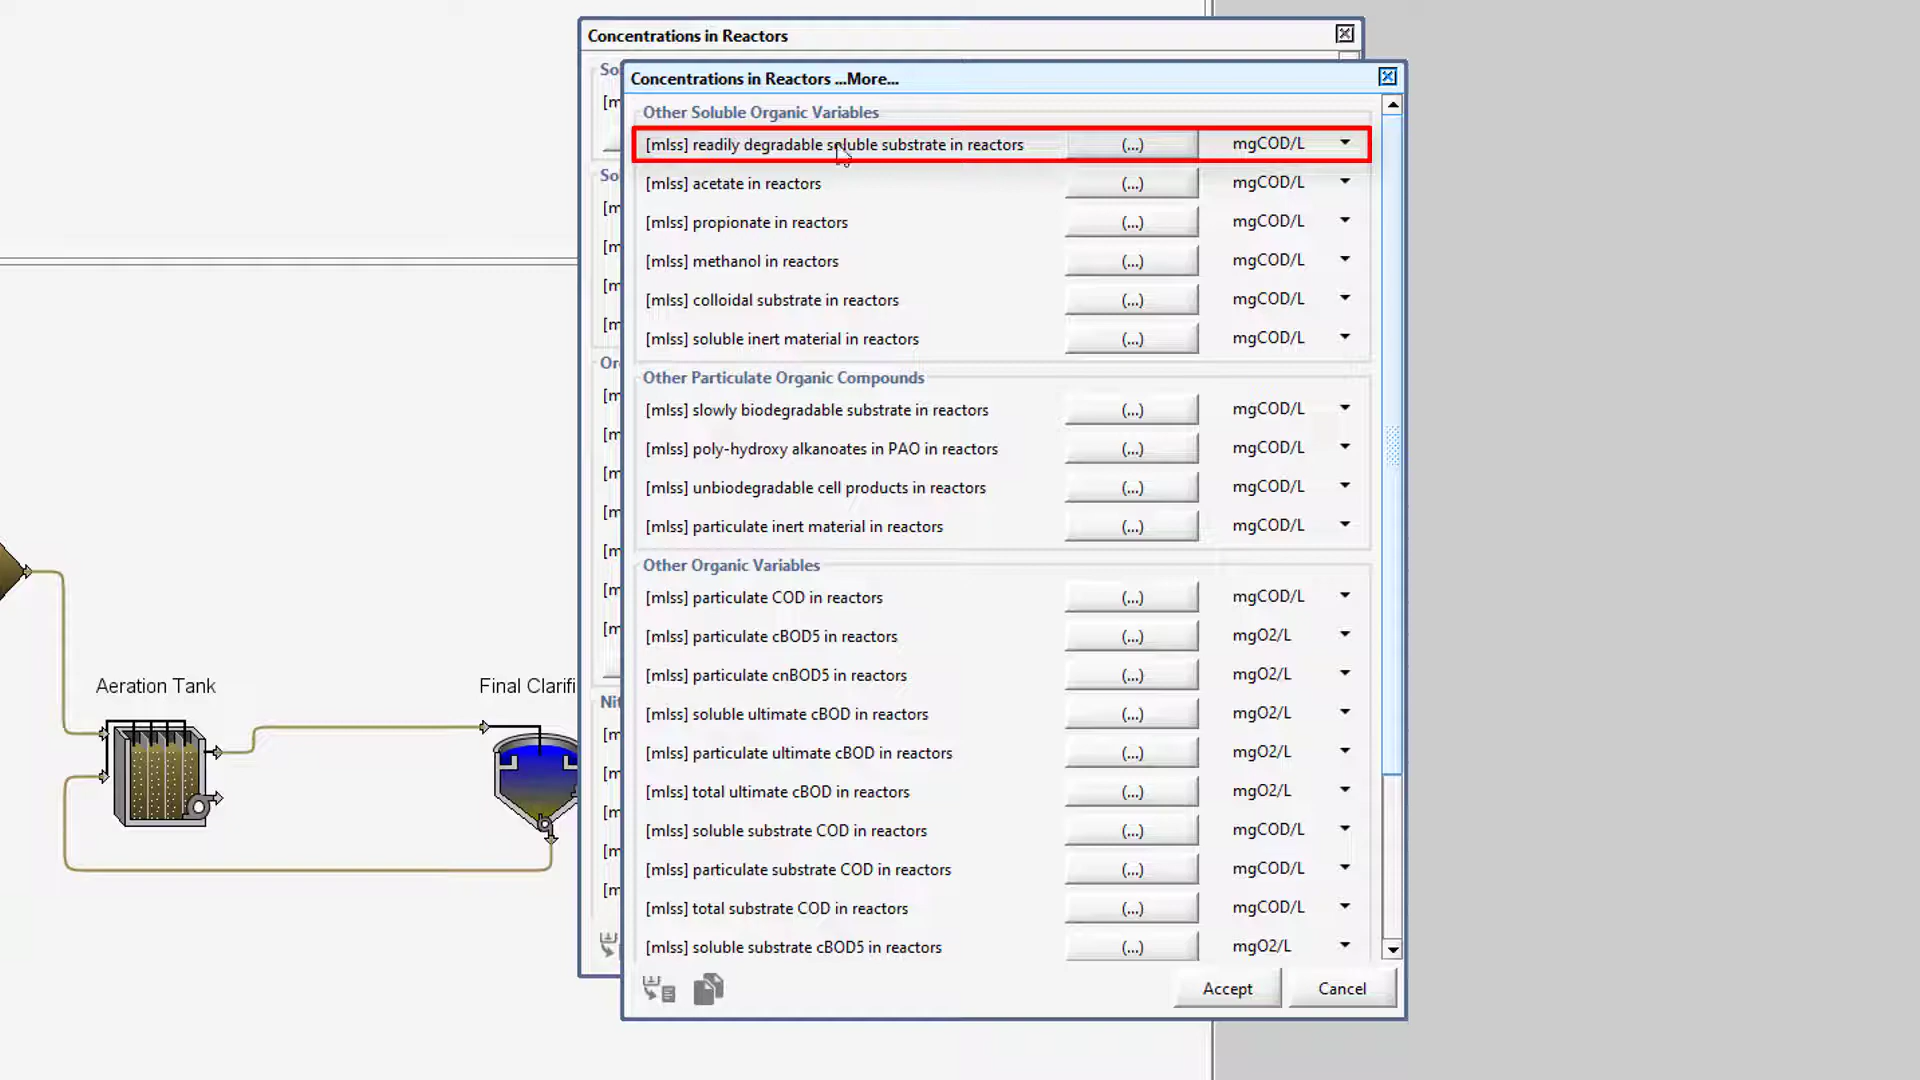 Concentrations in Reactors
Concentrations in Reactors ...More...
Other Soluble Organic Variables
[mlss] readily degradable soluble substrate in reactors (...) mgCOD/L
[mlss] acetate in reactors (...) mgCOD/L
[mlss] propionate in reactors (...) mgCOD/L
[mlss] methanol in reactors (...) mgCOD/L
[mlss] colloidal substrate in reactors (...) mgCOD/L
[mlss] soluble inert material in reactors (...) mgCOD/L
Other Particulate Organic Compounds
[mlss] slowly biodegradable substrate in reactors (...) mgCOD/L
[mlss] poly-hydroxy alkanoates in PAO in reactors (...) mgCOD/L
[mlss] unbiodegradable cell products in reactors (...) mgCOD/L
[mlss] particulate inert material in reactors (...) mgCOD/L
Other Organic Variables
[mlss] particulate COD in reactors (...) mgCOD/L
[mlss] particulate cBOD5 in reactors (...) mgO2/L
[mlss] particulate cnBOD5 in reactors (...) mgO2/L
[mlss] soluble ultimate cBOD in reactors (...) mgO2/L
[mlss] particulate ultimate cBOD in reactors (...) mgO2/L
[mlss] total ultimate cBOD in reactors (...) mgO2/L
[mlss] soluble substrate COD in reactors (...) mgCOD/L
[mlss] particulate substrate COD in reactors (...) mgCOD/L
[mlss] total substrate COD in reactors (...) mgCOD/L
[mlss] soluble substrate cBOD5 in reactors (...) mgO2/L
Accept Cancel
Aeration Tank
Final Clarifi